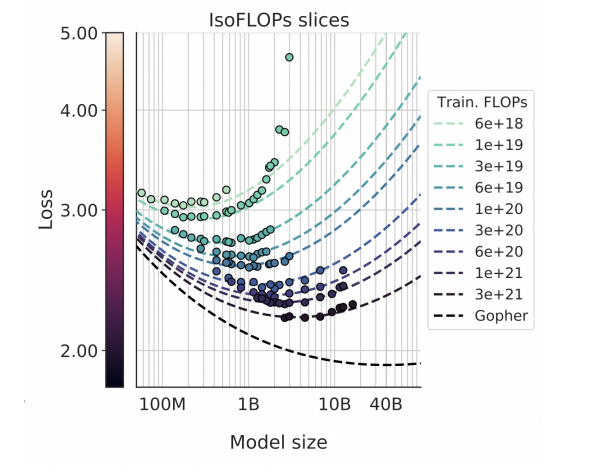 IsoFLOPs slices
5.00
4.00
3.00
2.00
Loss
100M
1B
10B
40B
Model size
Train. FLOPs
6e+18
1e+19
3e+19
6e+19
1e+20
3e+20
6e+20
1e+21
3e+21
Gopher